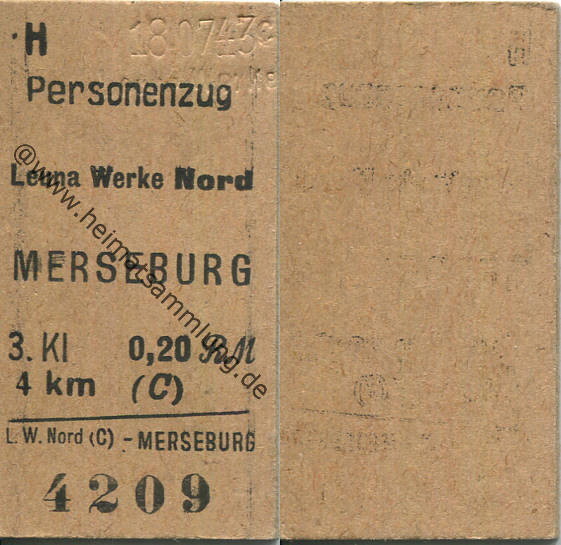 H
18.07.43
Personenzug
Leuna Werke Nord
MERSEBURG
3. Kl 0,20 RM
4 km (C)
L.W. Nord (C) - MERSEBURG
4209
@www.heimatsammlung.de